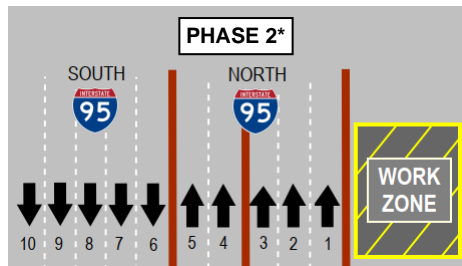 PHASE 2*
SOUTH NORTH
INTERSTATE INTERSTATE
95 95
WORK
ZONE
10 9 8 7 6 5 4 3 2 1